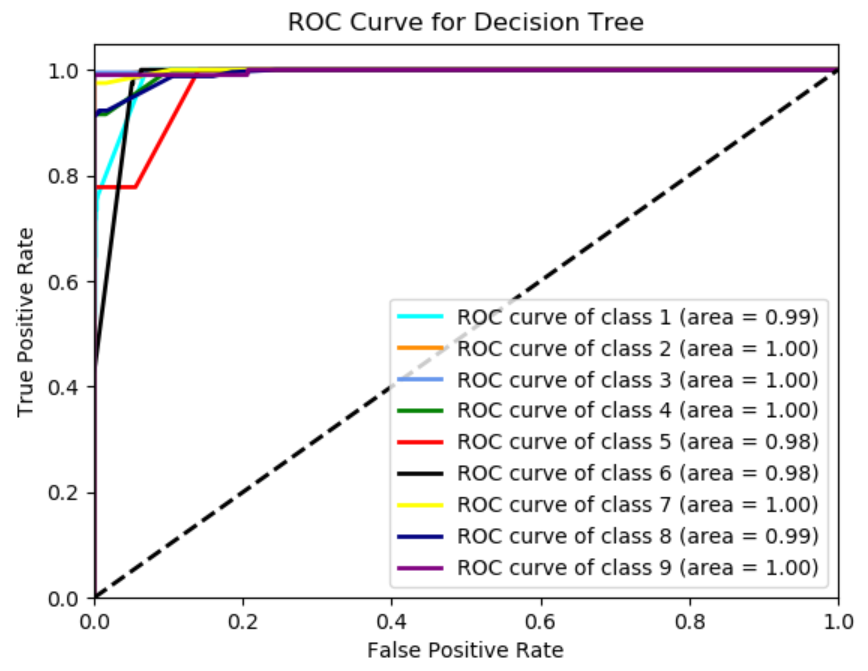 ROC Curve for Decision Tree
1.0
0.8
0.6
0.4
0.2
0.0
True Positive Rate
ROC curve of class 1 (area = 0.99)
ROC curve of class 2 (area = 1.00)
ROC curve of class 3 (area = 1.00)
ROC curve of class 4 (area = 1.00)
ROC curve of class 5 (area = 0.98)
ROC curve of class 6 (area = 0.98)
ROC curve of class 7 (area = 1.00)
ROC curve of class 8 (area = 0.99)
ROC curve of class 9 (area = 1.00)
0.0 0.2 0.4 0.6 0.8 1.0
False Positive Rate